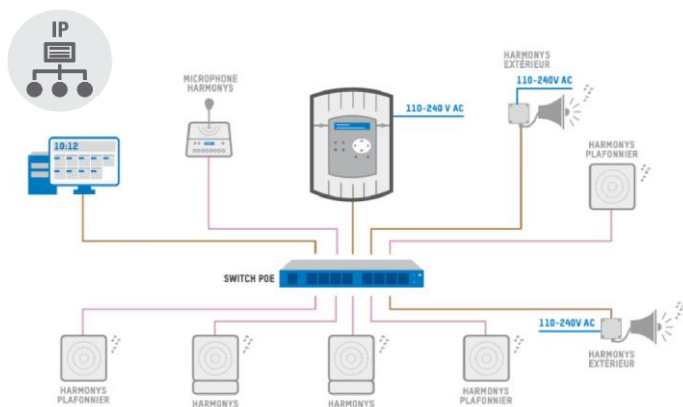 IP
HARMONYS
EXTÉRIEUR
110-240V AC
MICROPHONE
HARMONYS
110-240 V AC
10:12
HARMONYS
PLAFONNIER
SWITCH POE
110-240V AC
HARMONYS
EXTÉRIEUR
HARMONYS
PLAFONNIER
HARMONYS
HARMONYS
HARMONYS
PLAFONNIER